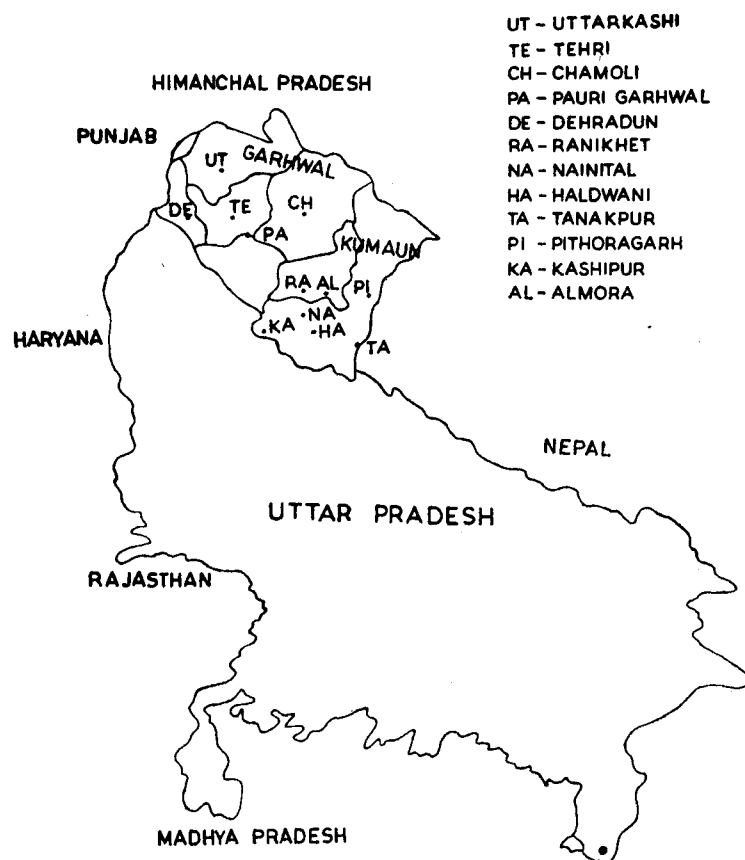 UT - UTTARKASHI
TE - TEHRI
CH - CHAMOLI
PA - PAURI GARHWAL
DE - DEHRADUN
RA - RANIKHET
NA - NAINITAL
HA - HALDWANI
TA - TANAKPUR
PI - PITHORAGARH
KA - KASHIPUR
AL - ALMORA
HIMANCHAL PRADESH
PUNJAB
UT
GARHWAL
DE
TE
CH
PA
KUMAUN
RA
AL
PI
NA
KA
HA
TA
HARYANA
NEPAL
UTTAR PRADESH
RAJASTHAN
MADHYA PRADESH